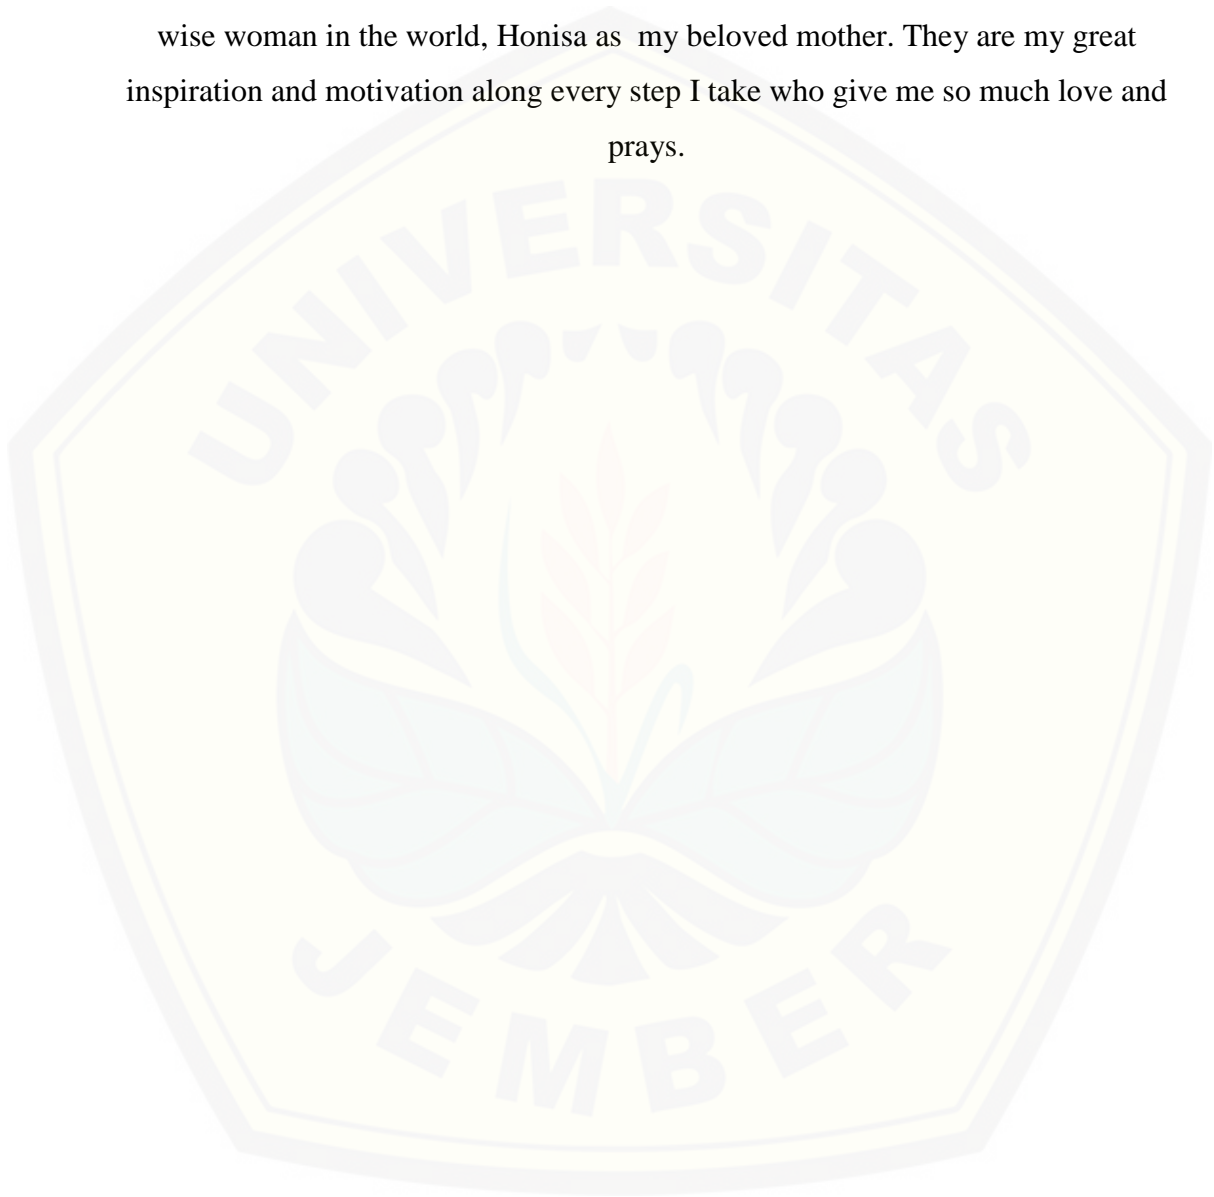 wise woman in the world, Honisa as  my beloved mother. They are my great
inspiration and motivation along every step I take who give me so much love and
prays.
UNIVERSITAS
JEMBER